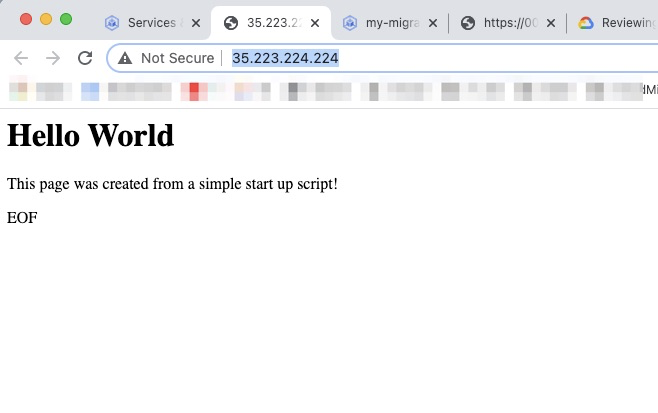 Services
35.223.2
my-migra
https://00
Reviewing
Not Secure
35.223.224.224
Hello World
This page was created from a simple start up script!
EOF